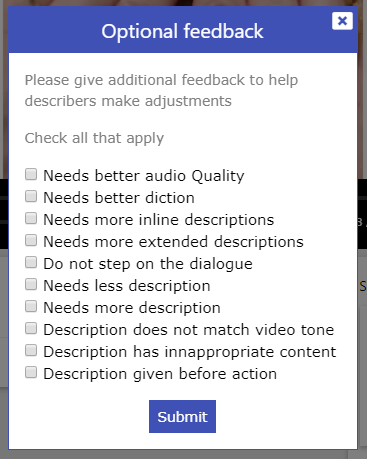 Optional feedback
Please give additional feedback to help
describers make adjustments
Check all that apply
Needs better audio Quality
Needs better diction
Needs more inline descriptions
Needs more extended descriptions
Do not step on the dialogue
Needs less description
Needs more description
Description does not match video tone
Description has innappropriate content
Description given before action
Submit